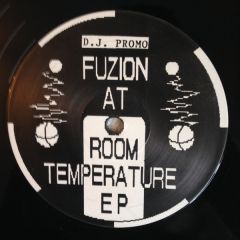 D.J. PROMO
FUZION
AT
ROOM
TEMPERATURE
EP